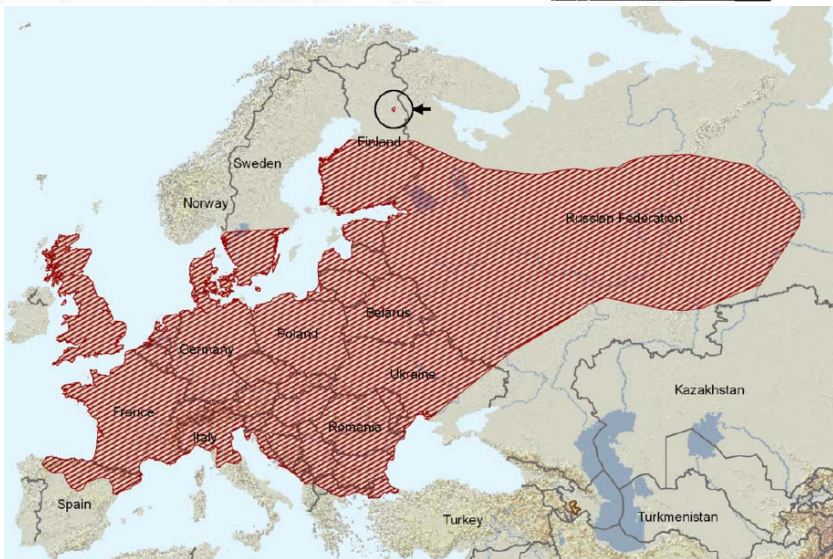 Finland
Sweden
Norway
Russian Federation
Belarus
Poland
Germany
Ukraine
Kazakhstan
France
Romania
Italy
Spain
Turkey
Turkmenistan